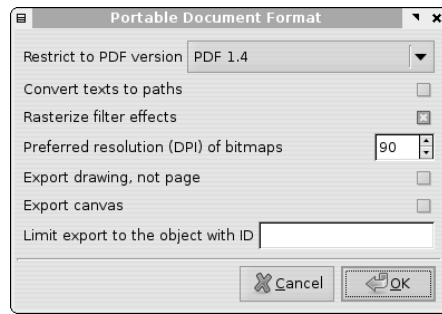 Portable Document Format
Restrict to PDF version PDF 1.4
Convert texts to paths
Rasterize filter effects
Preferred resolution (DPI) of bitmaps 90
Export drawing, not page
Export canvas
Limit export to the object with ID
Cancel OK